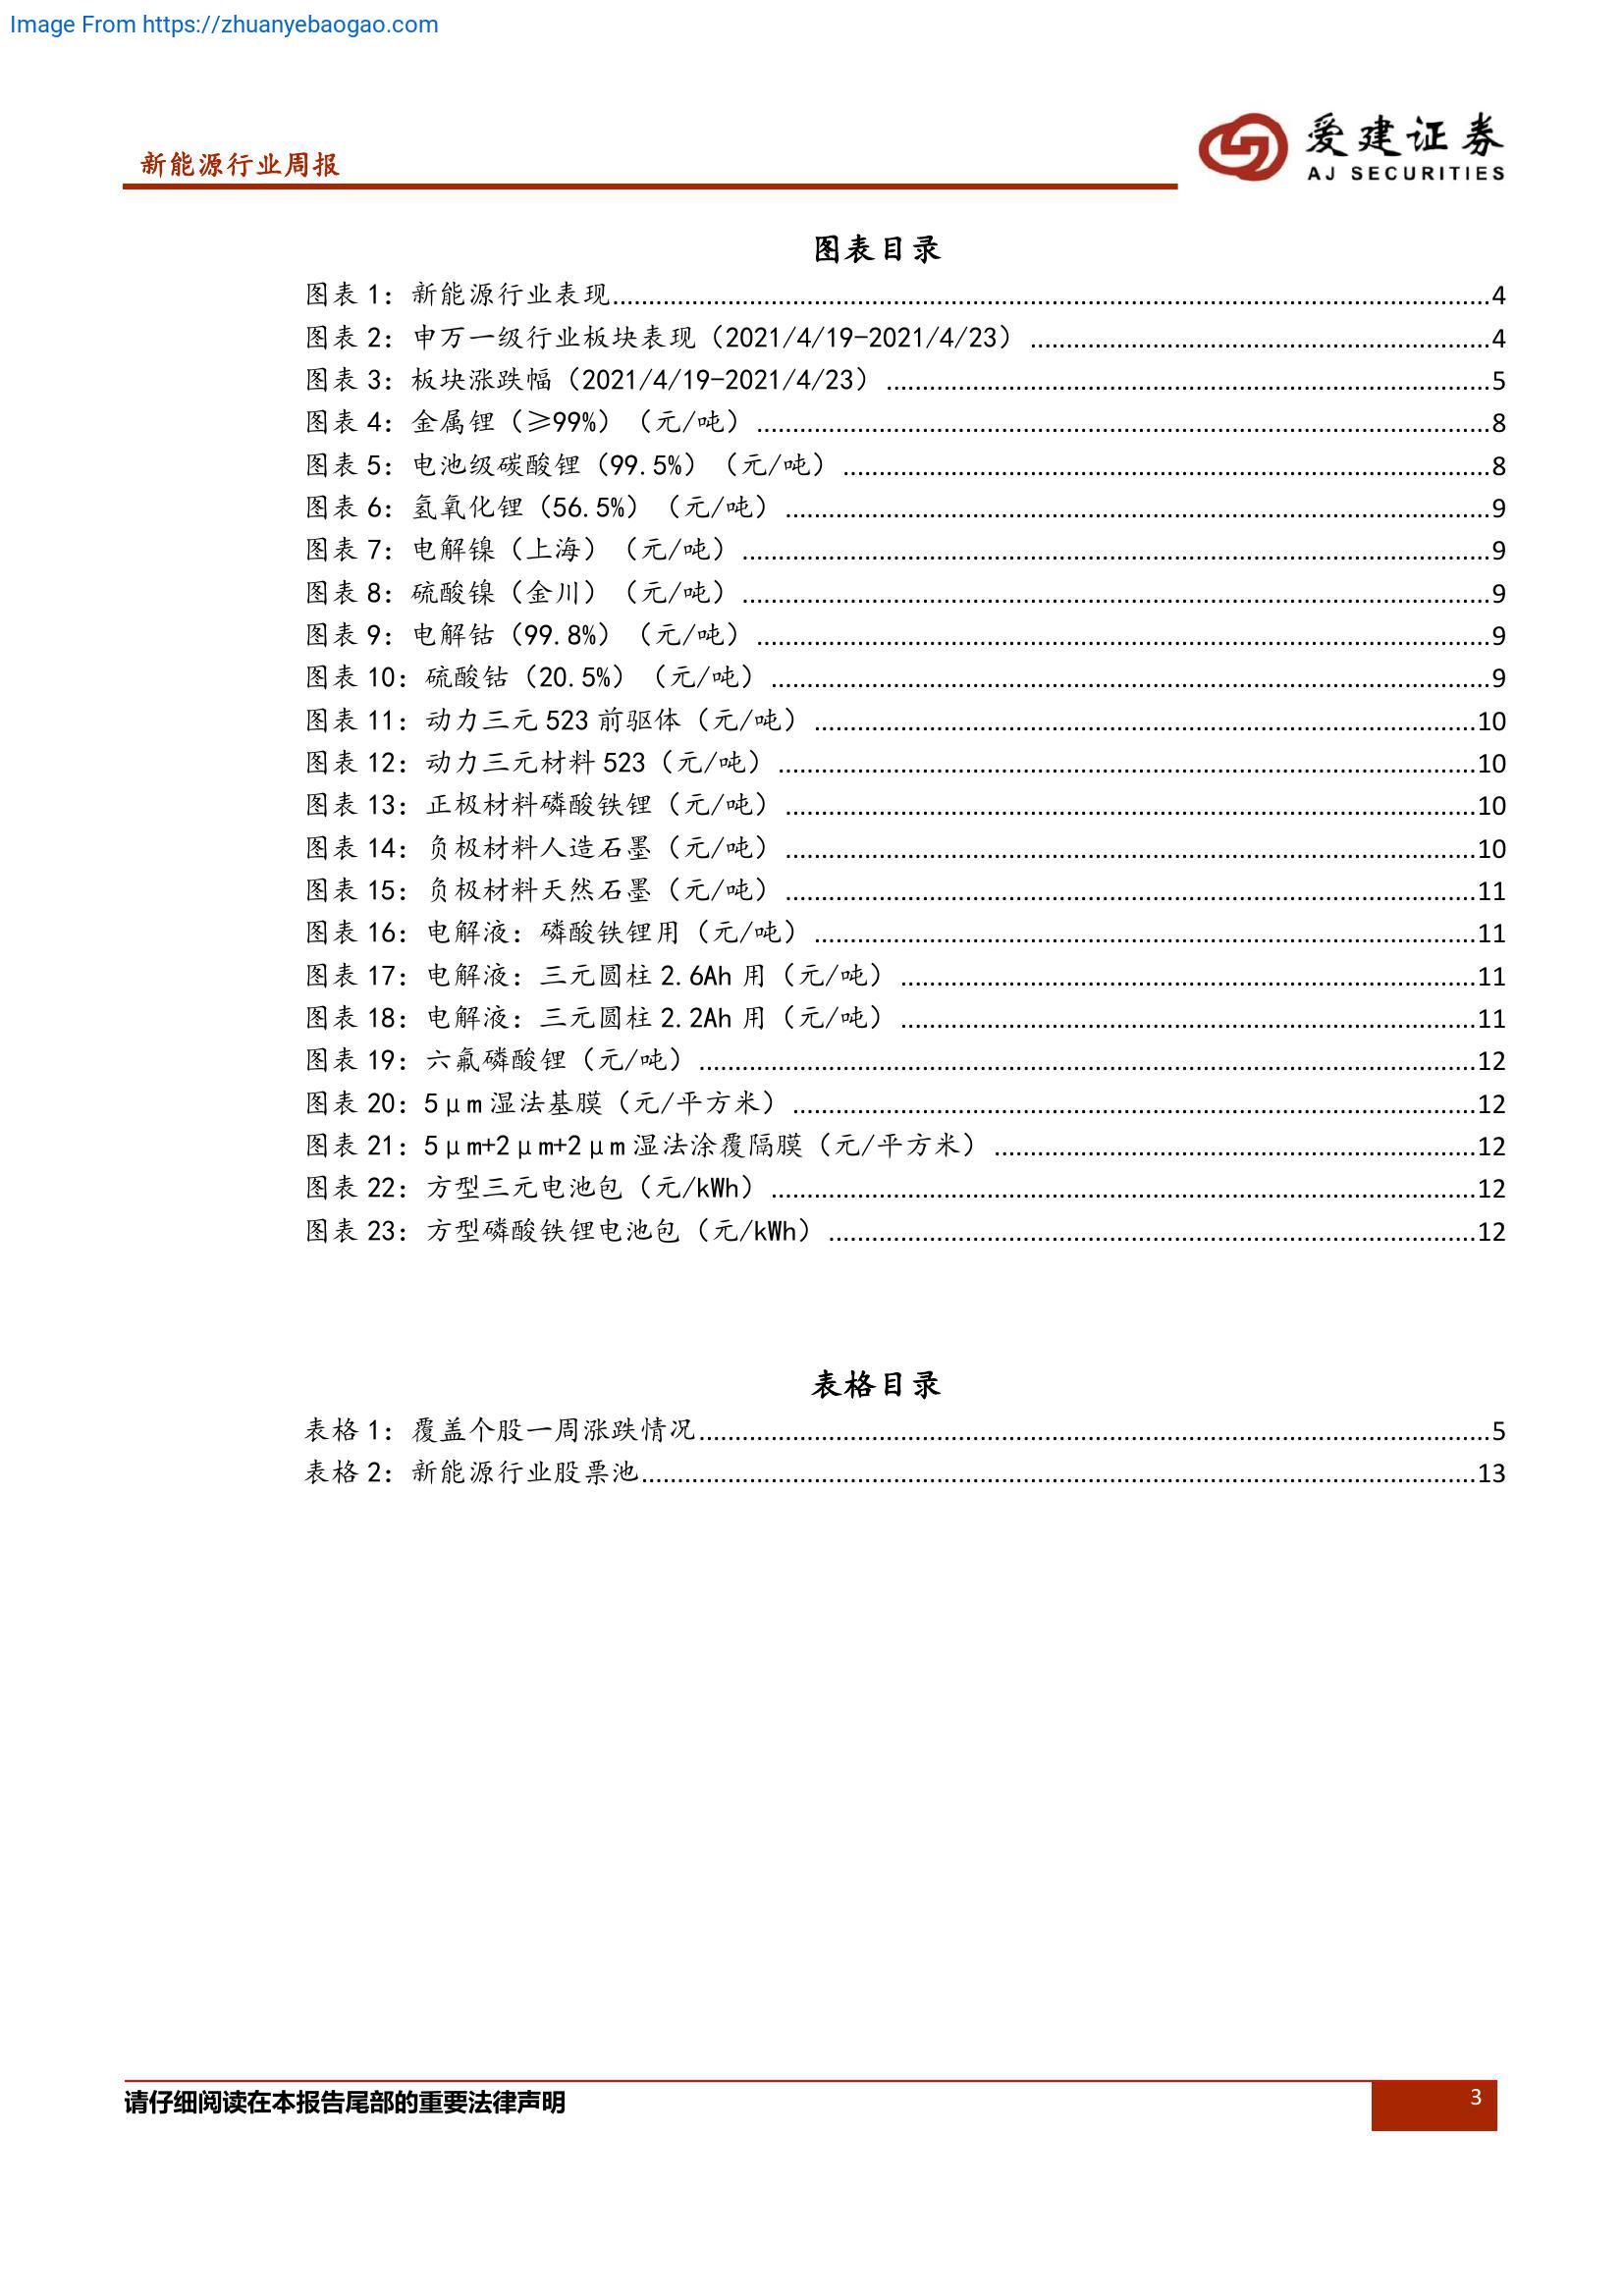 Image From https://zhuanyebaogao.com
爱建证券
AJ SECURITIES
新能源行业周报
图表目录
图表 1：新能源行业表现........................4
图表 2：申万一级行业板块表现（2021/4/19-2021/4/23）........................4
图表 3：板块涨跌幅（2021/4/19-2021/4/23）........................5
图表 4：金属锂（≥99%）（元/吨）........................8
图表 5：电池级碳酸锂（99.5%）（元/吨）........................8
图表 6：氢氧化锂（56.5%）（元/吨）........................9
图表 7：电解镍（上海）（元/吨）........................9
图表 8：硫酸镍（金川）（元/吨）........................9
图表 9：电解钴（99.8%）（元/吨）........................9
图表 10：硫酸钴（20.5%）（元/吨）........................9
图表 11：动力三元 523 前驱体（元/吨）........................10
图表 12：动力三元材料 523（元/吨）........................10
图表 13：正极材料磷酸铁锂（元/吨）........................10
图表 14：负极材料人造石墨（元/吨）........................10
图表 15：负极材料天然石墨（元/吨）........................11
图表 16：电解液：磷酸铁锂用（元/吨）........................11
图表 17：电解液：三元圆柱 2.6Ah 用（元/吨）........................11
图表 18：电解液：三元圆柱 2.2Ah 用（元/吨）........................11
图表 19：六氟磷酸锂（元/吨）........................12
图表 20：5μm 湿法基膜（元/平方米）........................12
图表 21：5μm+2μm+2μm 湿法涂覆隔膜（元/平方米）........................12
图表 22：方型三元电池包（元/kWh）........................12
图表 23：方型磷酸铁锂电池包（元/kWh）........................12
表格目录
表格 1：覆盖个股一周涨跌情况........................5
表格 2：新能源行业股票池........................13
请仔细阅读在本报告尾部的重要法律声明
3